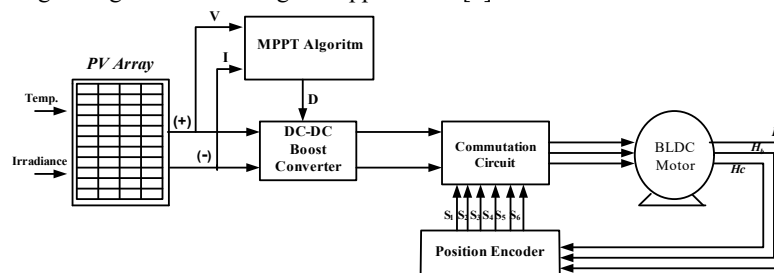 V
MPPT Algoritm
I
PV Array
Temp.
D
(+)
DC-DC
Boost
Converter
Commutation
Circuit
BLDC
Motor
H_b
Hc
Irradiance
(-)
S₁ S₂ S₃ S₄ S₅ S₆
Position Encoder